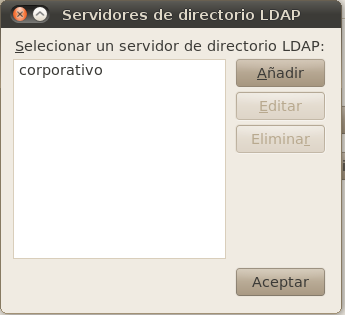 Servidores de directorio LDAP
Selecionar un servidor de directorio LDAP:
corporativo
Añadir
Editar
Eliminar
Aceptar